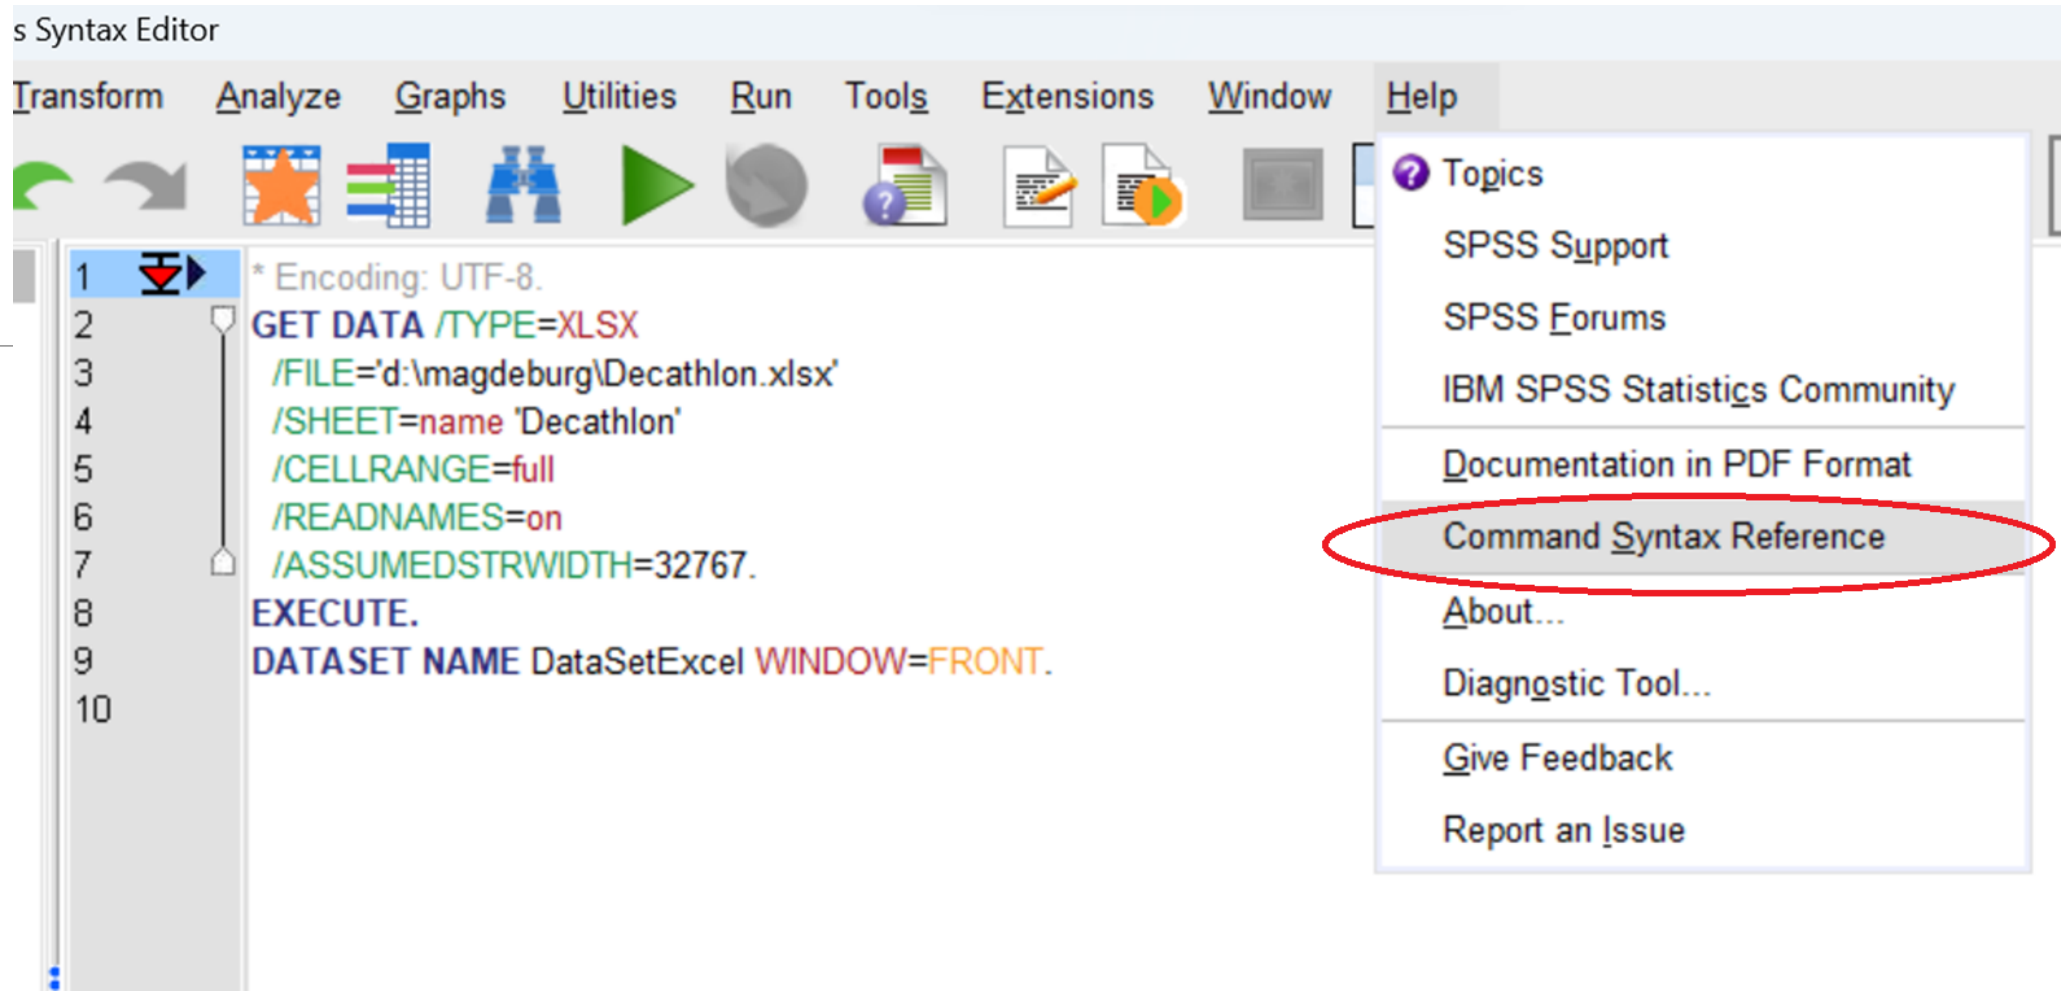 s Syntax Editor
Transform Analyze Graphs Utilities Run Tools Extensions Window Help
1 * Encoding: UTF-8.
2 GET DATA /TYPE=XLSX
3 /FILE='d:\magdeburg\Decathlon.xlsx'
4 /SHEET=name 'Decathlon'
5 /CELLRANGE=full
6 /READNAMES=on
7 /ASSUMEDSTRWIDTH=32767.
8 EXECUTE.
9 DATASET NAME DataSetExcel WINDOW=FRONT.
10
Topics
SPSS Support
SPSS Forums
IBM SPSS Statistics Community
Documentation in PDF Format
Command Syntax Reference
About...
Diagnostic Tool...
Give Feedback
Report an Issue